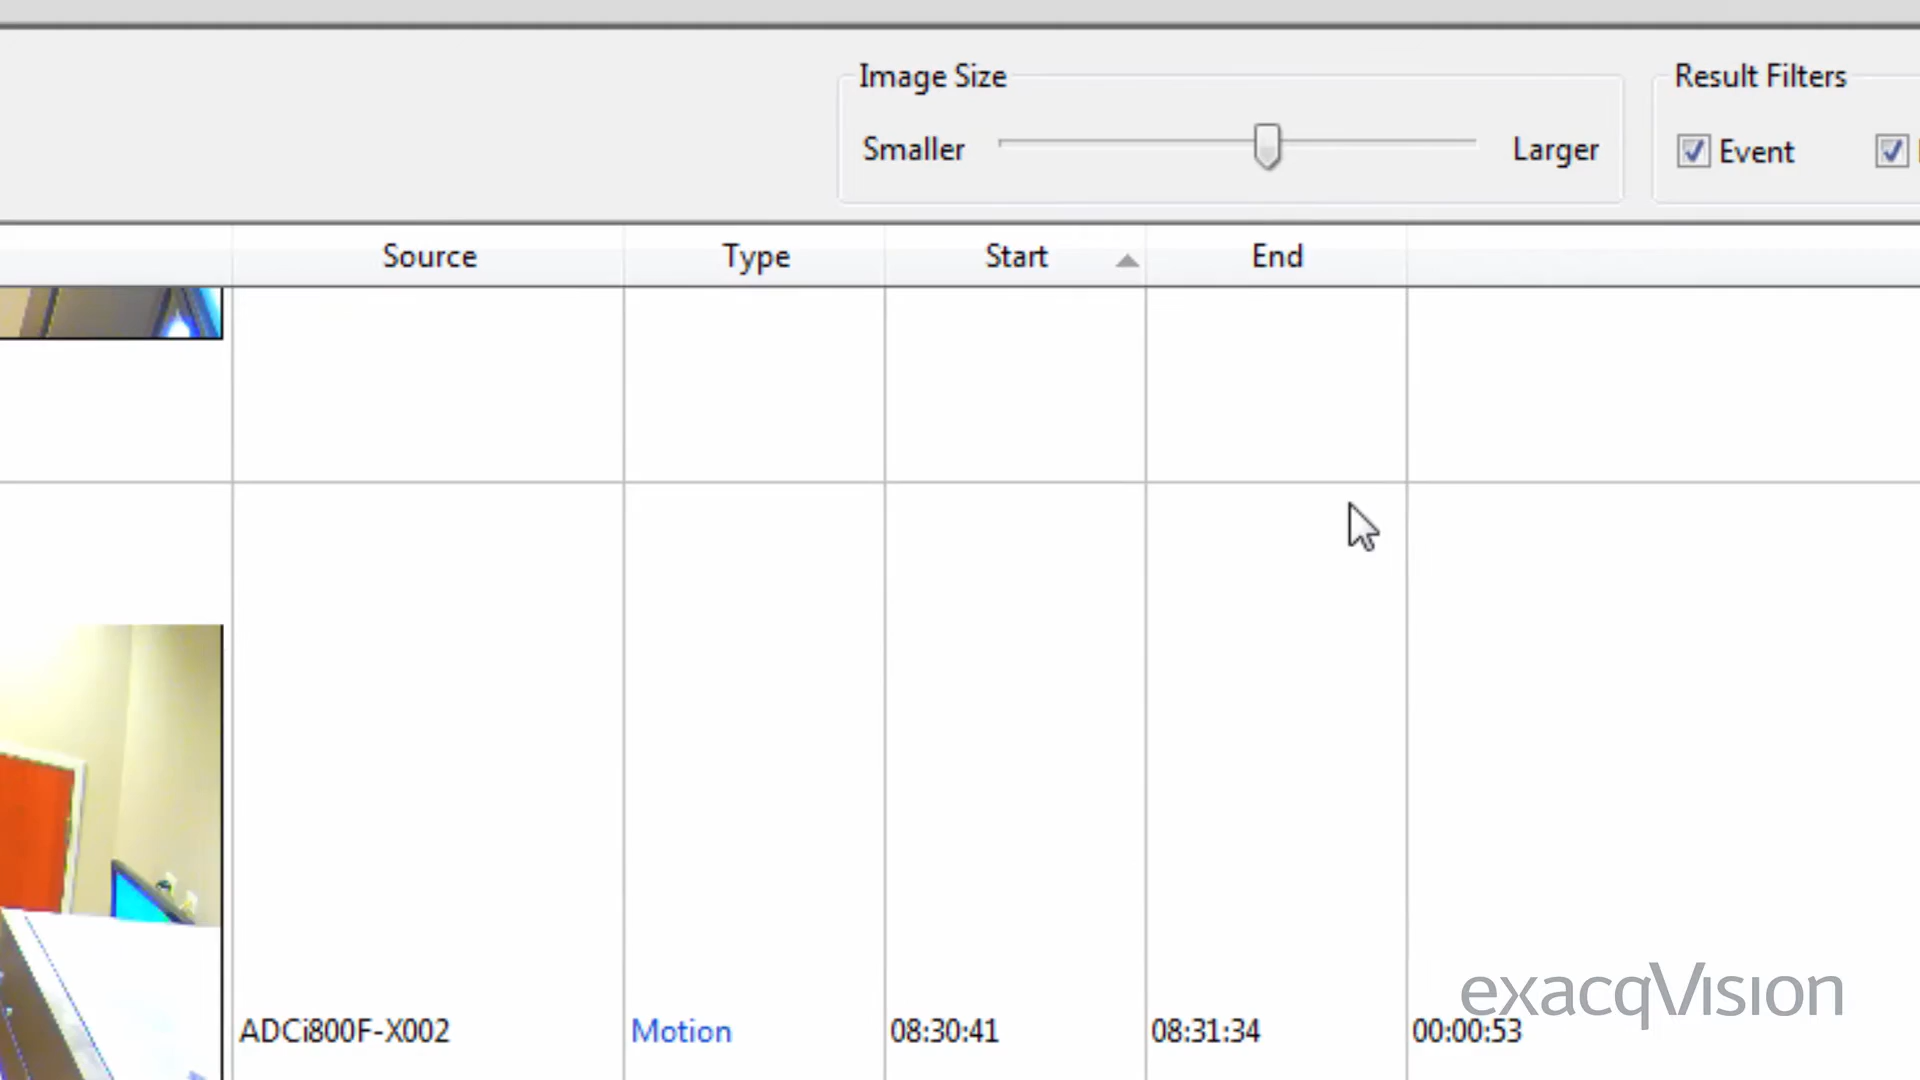 Image Size
Result Filters
Smaller
Larger
Event
Source
Type
Start
End
exacqVision
ADCi800F-X002
Motion
08:30:41
08:31:34
00:00:53